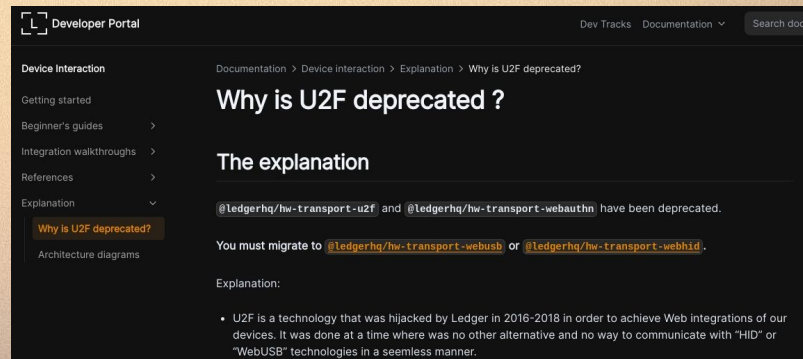 Developer Portal
Dev Tracks Documentation
Device Interaction
Getting started
Beginner's guides
Integration walkthroughs
References
Explanation
Why is U2F deprecated?
Architecture diagrams
Documentation > Device interaction > Explanation > Why is U2F deprecated?
Why is U2F deprecated ?
The explanation
@ledgerhq/hw-transport-u2f and @ledgerhq/hw-transport-webauthn have been deprecated.
You must migrate to @ledgerhq/hw-transport-webusb or @ledgerhq/hw-transport-webhid.
Explanation:
• U2F is a technology that was hijacked by Ledger in 2016-2018 in order to achieve Web integrations of our
devices. It was done at a time where was no other alternative and no way to communicate with “HID” or
“WebUSB” technologies in a seemless manner.